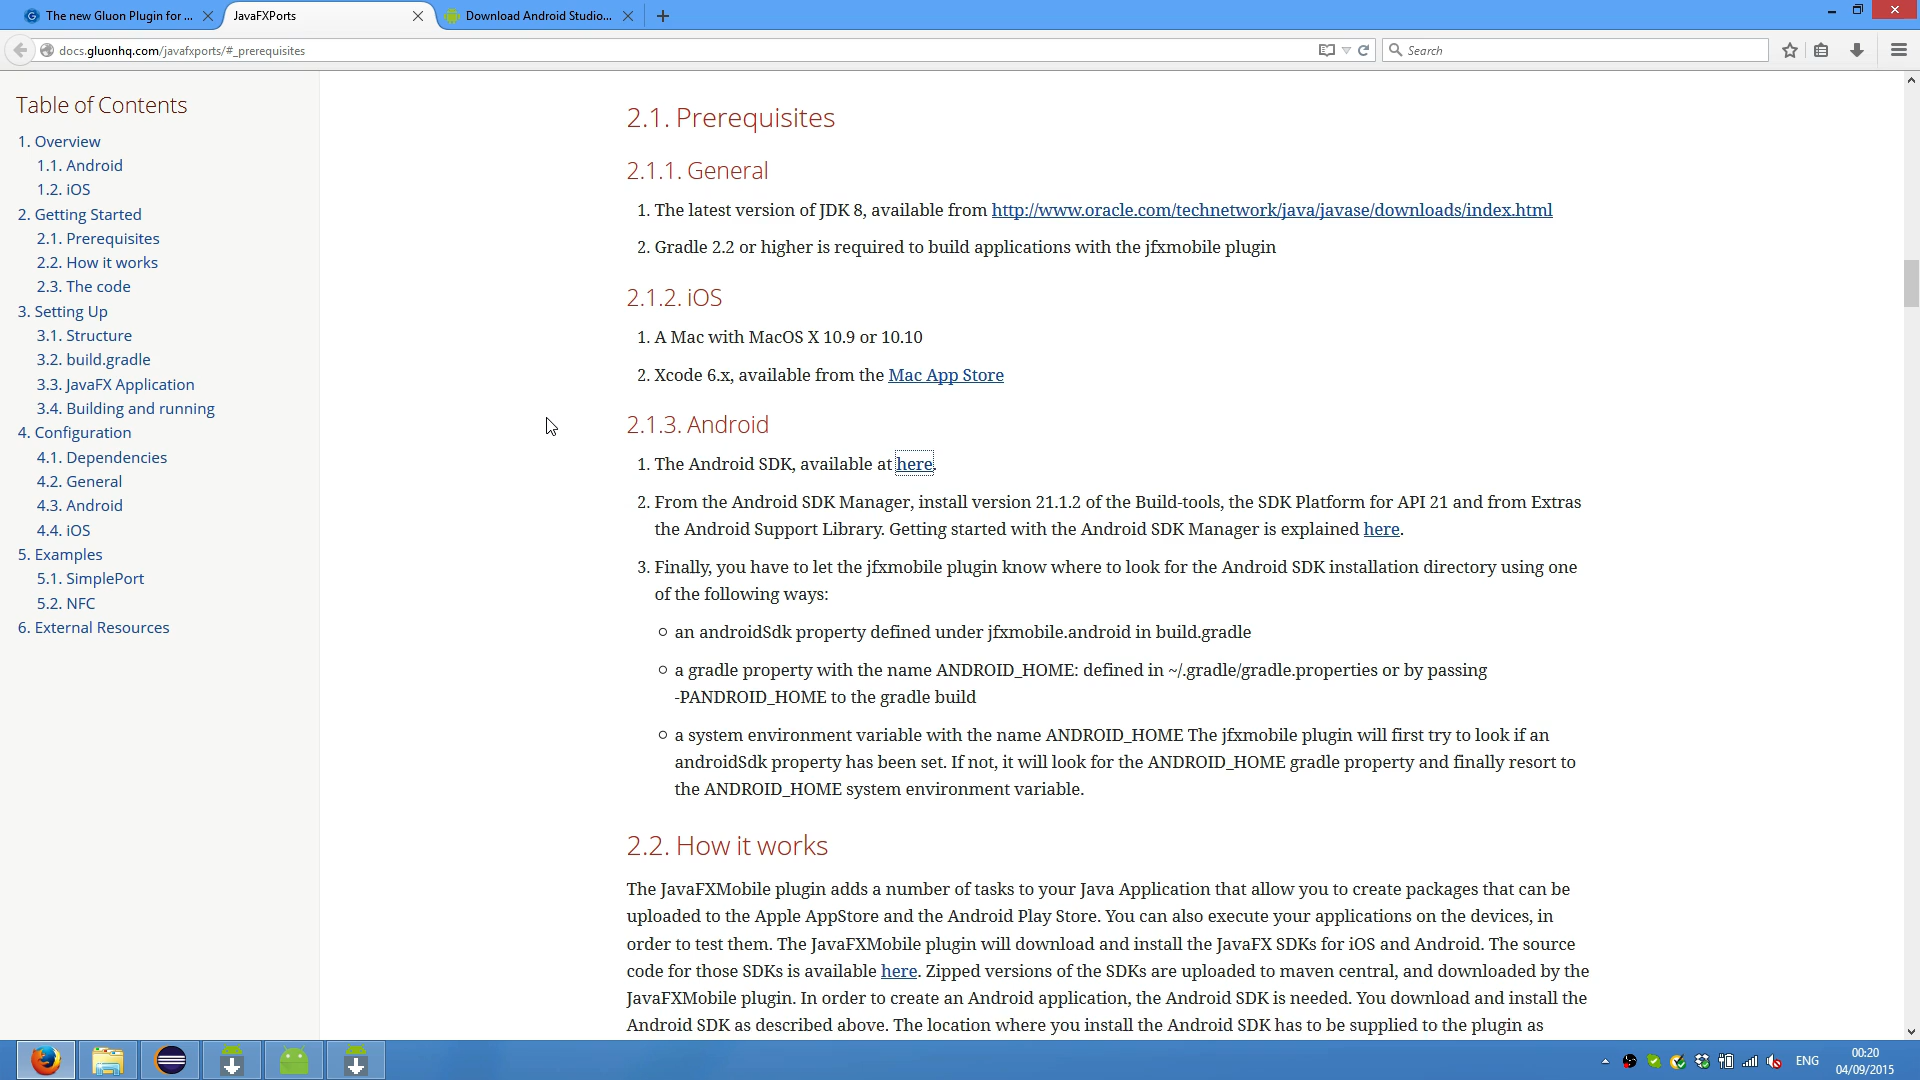 The new Gluon Plugin for ...
JavaFXPorts
Download Android Studio...
docs.gluonhq.com/javafxports/#_prerequisites
Search
Table of Contents
1. Overview
1.1. Android
1.2. iOS
2. Getting Started
2.1. Prerequisites
2.2. How it works
2.3. The code
3. Setting Up
3.1. Structure
3.2. build.gradle
3.3. JavaFX Application
3.4. Building and running
4. Configuration
4.1. Dependencies
4.2. General
4.3. Android
4.4. iOS
5. Examples
5.1. SimplePort
5.2. NFC
6. External Resources
2.1. Prerequisites
2.1.1. General
1. The latest version of JDK 8, available from http://www.oracle.com/technetwork/java/javase/downloads/index.html
2. Gradle 2.2 or higher is required to build applications with the jfxmobile plugin
2.1.2. iOS
1. A Mac with MacOS X 10.9 or 10.10
2. Xcode 6.x, available from the Mac App Store
2.1.3. Android
1. The Android SDK, available at here.
2. From the Android SDK Manager, install version 21.1.2 of the Build-tools, the SDK Platform for API 21 and from Extras
the Android Support Library. Getting started with the Android SDK Manager is explained here.
3. Finally, you have to let the jfxmobile plugin know where to look for the Android SDK installation directory using one
of the following ways:
an androidSdk property defined under jfxmobile.android in build.gradle
a gradle property with the name ANDROID_HOME: defined in ~/.gradle/gradle.properties or by passing
-PANDROID_HOME to the gradle build
a system environment variable with the name ANDROID_HOME The jfxmobile plugin will first try to look if an
androidSdk property has been set. If not, it will look for the ANDROID_HOME gradle property and finally resort to
the ANDROID_HOME system environment variable.
2.2. How it works
The JavaFXMobile plugin adds a number of tasks to your Java Application that allow you to create packages that can be
uploaded to the Apple AppStore and the Android Play Store. You can also execute your applications on the devices, in
order to test them. The JavaFXMobile plugin will download and install the JavaFX SDKs for iOS and Android. The source
code for those SDKs is available here. Zipped versions of the SDKs are uploaded to maven central, and downloaded by the
JavaFXMobile plugin. In order to create an Android application, the Android SDK is needed. You download and install the
Android SDK as described above. The location where you install the Android SDK has to be supplied to the plugin as
ENG
00:20
04/09/2015